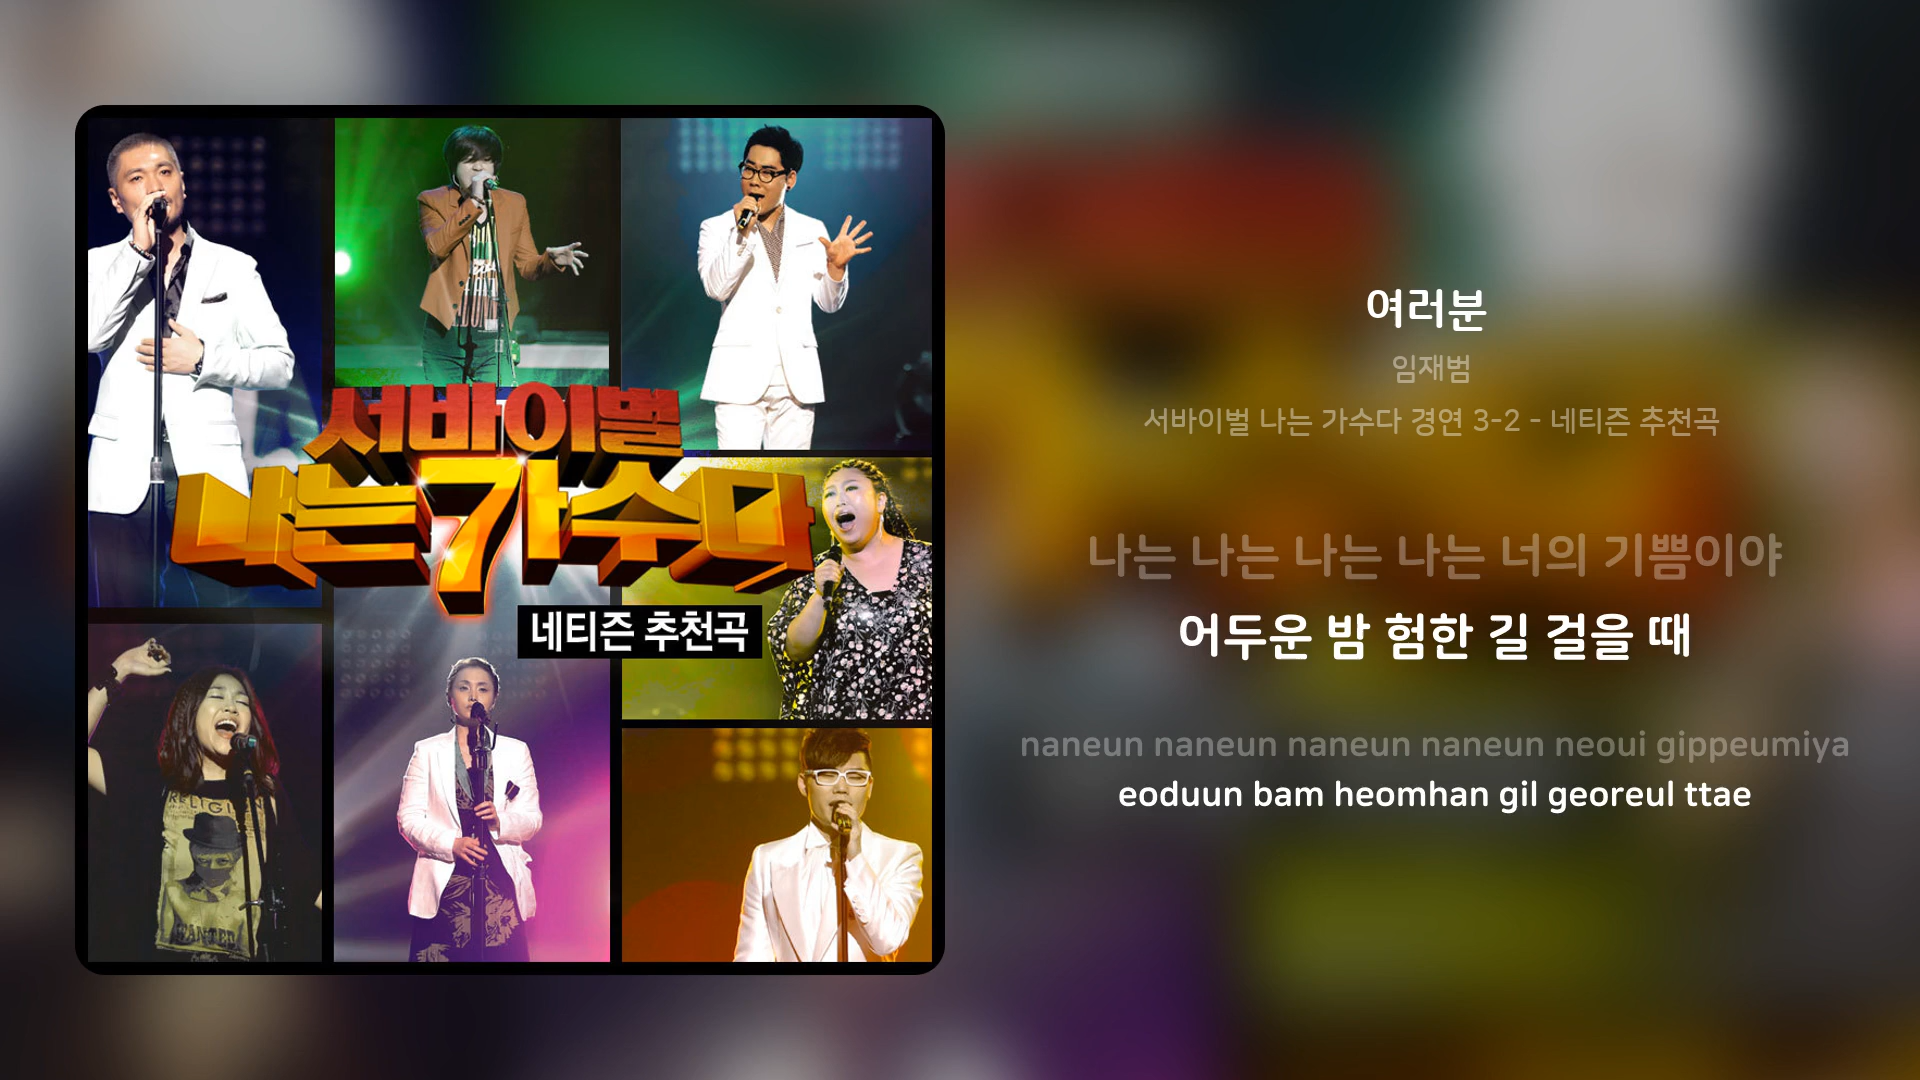 서바이벌
나는 가수다
네티즌 추천곡
RELIGI
WANTED
여러분
임재범
서바이벌 나는 가수다 경연 3-2 - 네티즌 추천곡
나는 나는 나는 나는 너의 기쁨이야
어두운 밤 험한 길 걸을 때
naneun naneun naneun naneun neoui gippeumiya
eoduun bam heomhan gil georeul ttae